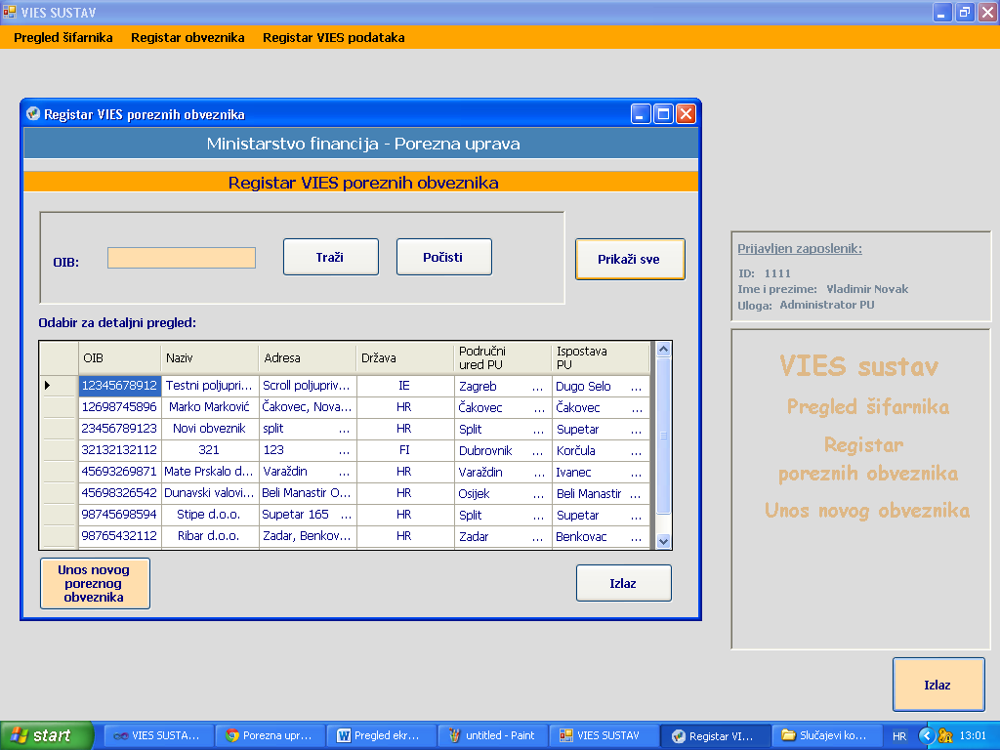 VIES SUSTAV
Pregled šifarnika Registar obveznika Registar VIES podataka
Registar VIES poreznih obveznika
Ministarstvo financija - Porezna uprava
Registar VIES poreznih obveznika
OIB: Traži Počisti Prikaži sve
Odabir za detaljni pregled:
OIB Naziv Adresa Država Područni ured PU Ispostava PU
12345678912 Testni poljupri... Scroll poljupriv... IE Zagreb ... Dugo Selo ...
12698745896 Marko Marković Čakovec, Nova... HR Čakovec ... Čakovec ...
23456789123 Novi obveznik split ... HR Split ... Supetar ...
32132132112 321 123 ... FI Dubrovnik ... Korčula ...
45693269871 Mate Prskalo d... Varaždin ... HR Varaždin ... Ivanec ...
45698326542 Dunavski valovi... Beli Manastir O... HR Osijek ... Beli Manastir ...
98745698594 Stipe d.o.o. Supetar 165 ... HR Split ... Supetar ...
98765432112 Ribar d.o.o. Zadar, Benkov... HR Zadar ... Benkovac ...
Unos novog
poreznog
obveznika
Izlaz
Prijavljen zaposlenik:
ID: 1111
Ime i prezime: Vladimir Novak
Uloga: Administrator PU
VIES sustav
Pregled šifarnika
Registar
poreznih obveznika
Unos novog obveznika
Izlaz
start VIES SUSTA... Porezna upr... Pregled ekr... untitled - Paint VIES SUSTAV Registar VI... Slučajevi ko... HR 13:01